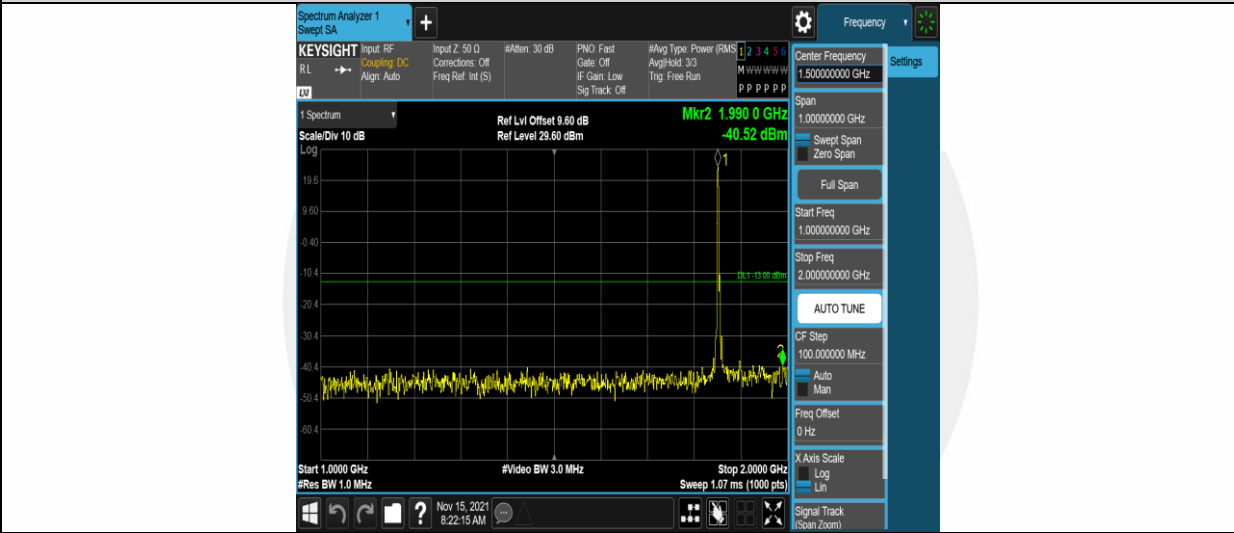 Spectrum Analyzer 1
Swept SA
+
Frequency
KEYSIGHT
RL
LXI
Input: RF
Coupling: DC
Align: Auto
Input Z: 50 Ω
Corrections: Off
Freq Ref: Int (S)
#Atten: 30 dB
PNO: Fast
Gate: Off
IF Gain: Low
Sig Track: Off
#Avg Type: Power (RMS
Avg|Hold: 3/3
Trig: Free Run
1 2 3 4 5 6
M W W W W W
P P P P P P
1 Spectrum
Scale/Div 10 dB
Log
Ref Lvl Offset 9.60 dB
Ref Level 29.60 dBm
Mkr2 1.990 0 GHz
-40.52 dBm
19.6
9.60
-0.40
-10.4
-20.4
-30.4
-40.4
-50.4
-60.4
1
DL1 -13.00 dBm
2
Start 1.0000 GHz
#Res BW 1.0 MHz
#Video BW 3.0 MHz
Stop 2.0000 GHz
Sweep 1.07 ms (1000 pts)
?
Nov 15, 2021
8:22:15 AM
Center Frequency
1.500000000 GHz
Span
1.00000000 GHz
Swept Span
Zero Span
Full Span
Start Freq
1.000000000 GHz
Stop Freq
2.000000000 GHz
AUTO TUNE
CF Step
100.000000 MHz
Auto
Man
Freq Offset
0 Hz
X Axis Scale
Log
Lin
Signal Track
(Span Zoom)
Settings